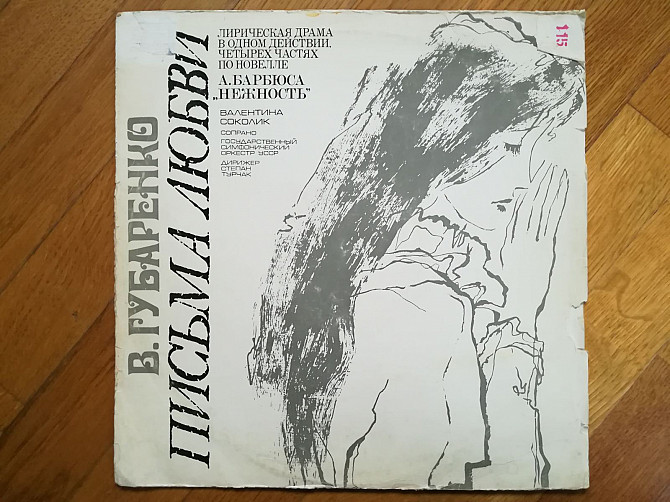 В. ГУБАРЕНКО
ПИСЬМА ЛЮБВИ
ЛИРИЧЕСКАЯ ДРАМА
В ОДНОМ ДЕЙСТВИИ,
ЧЕТЫРЕХ ЧАСТЯХ
ПО НОВЕЛЛЕ
А.БАРБЮСА
„НЕЖНОСТЬ"
ВАЛЕНТИНА
СОКОЛИК
СОПРАНО
ГОСУДАРСТВЕННЫЙ
СИМФОНИЧЕСКИЙ
ОРКЕСТР УССР
ДИРИЖЕР
СТЕПАН
ТУРЧАК
115